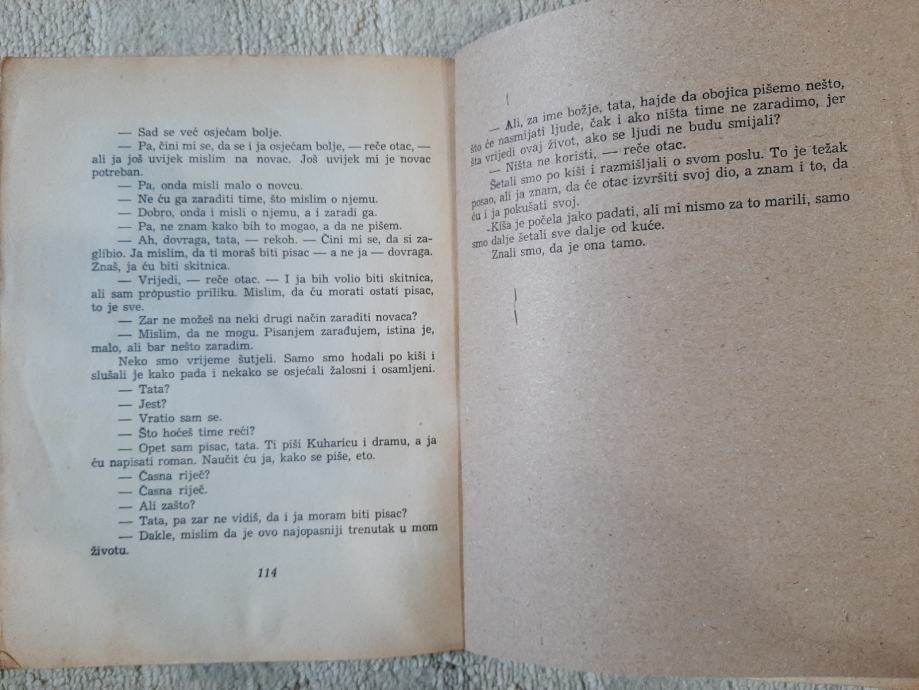 — Sad se već osjećam bolje.
— Pa, čini mi se, da se i ja osjećam bolje, — reče otac, —
ali ja još uvijek mislim na novac. Još uvijek mi je novac
potreban.
— Pa, onda misli malo o novcu.
— Ne ću ga zaraditi time, što mislim o njemu.
— Dobro, onda i misli o njemu, a i zaradi ga.
— Pa, ne znam kako bih to mogao, a da ne pišem.
— Ah, dovraga, tata, — rekoh. — Čini mi se, da si za-
glibio. Ja mislim, da ti moraš biti pisac — a ne ja — dovraga.
Znaš, ja ću biti skitnica.
— Vrijedi, — reče otac. — I ja bih volio biti skitnica,
ali sam propustio priliku. Mislim, da ću morati ostati pisac,
to je sve.
— Zar ne možeš na neki drugi način zaraditi novaca?
— Mislim, da ne mogu. Pisanjem zarađujem, istina je,
malo, ali bar nešto zaradim.
Neko smo vrijeme šutjeli. Samo smo hodali po kiši i
slušali je kako pada i nekako se osjećali žalosni i osamljeni.
— Tata?
— Jest?
— Vratio sam se.
— Što hoćeš time reći?
— Opet sam pisac, tata. Ti piši Kuharicu i dramu, a ja
ću napisati roman. Naučit ću ja, kako se piše, eto.
— Časna riječ?
— Časna riječ.
— Ali zašto?
— Tata, pa zar ne vidiš, da i ja moram biti pisac?
— Dakle, mislim da je ovo najopasniji trenutak u mom
životu.
114
— Ali, za ime božje, tata, hajde da obojica pišemo nešto,
što će nasmijati ljude, čak i ako ništa time ne zaradimo, jer
šta vrijedi ovaj život, ako se ljudi ne budu smijali?
— Ništa ne koristi, — reče otac.
Šetali smo po kiši i razmišljali o svom poslu. To je težak
posao, ali ja znam, da će otac izvršiti svoj dio, a znam i to, da
ću i ja pokušati svoj.
-Kiša je počela jako padati, ali mi nismo za to marili, samo
smo dalje šetali sve dalje od kuće.
Znali smo, da je ona tamo.